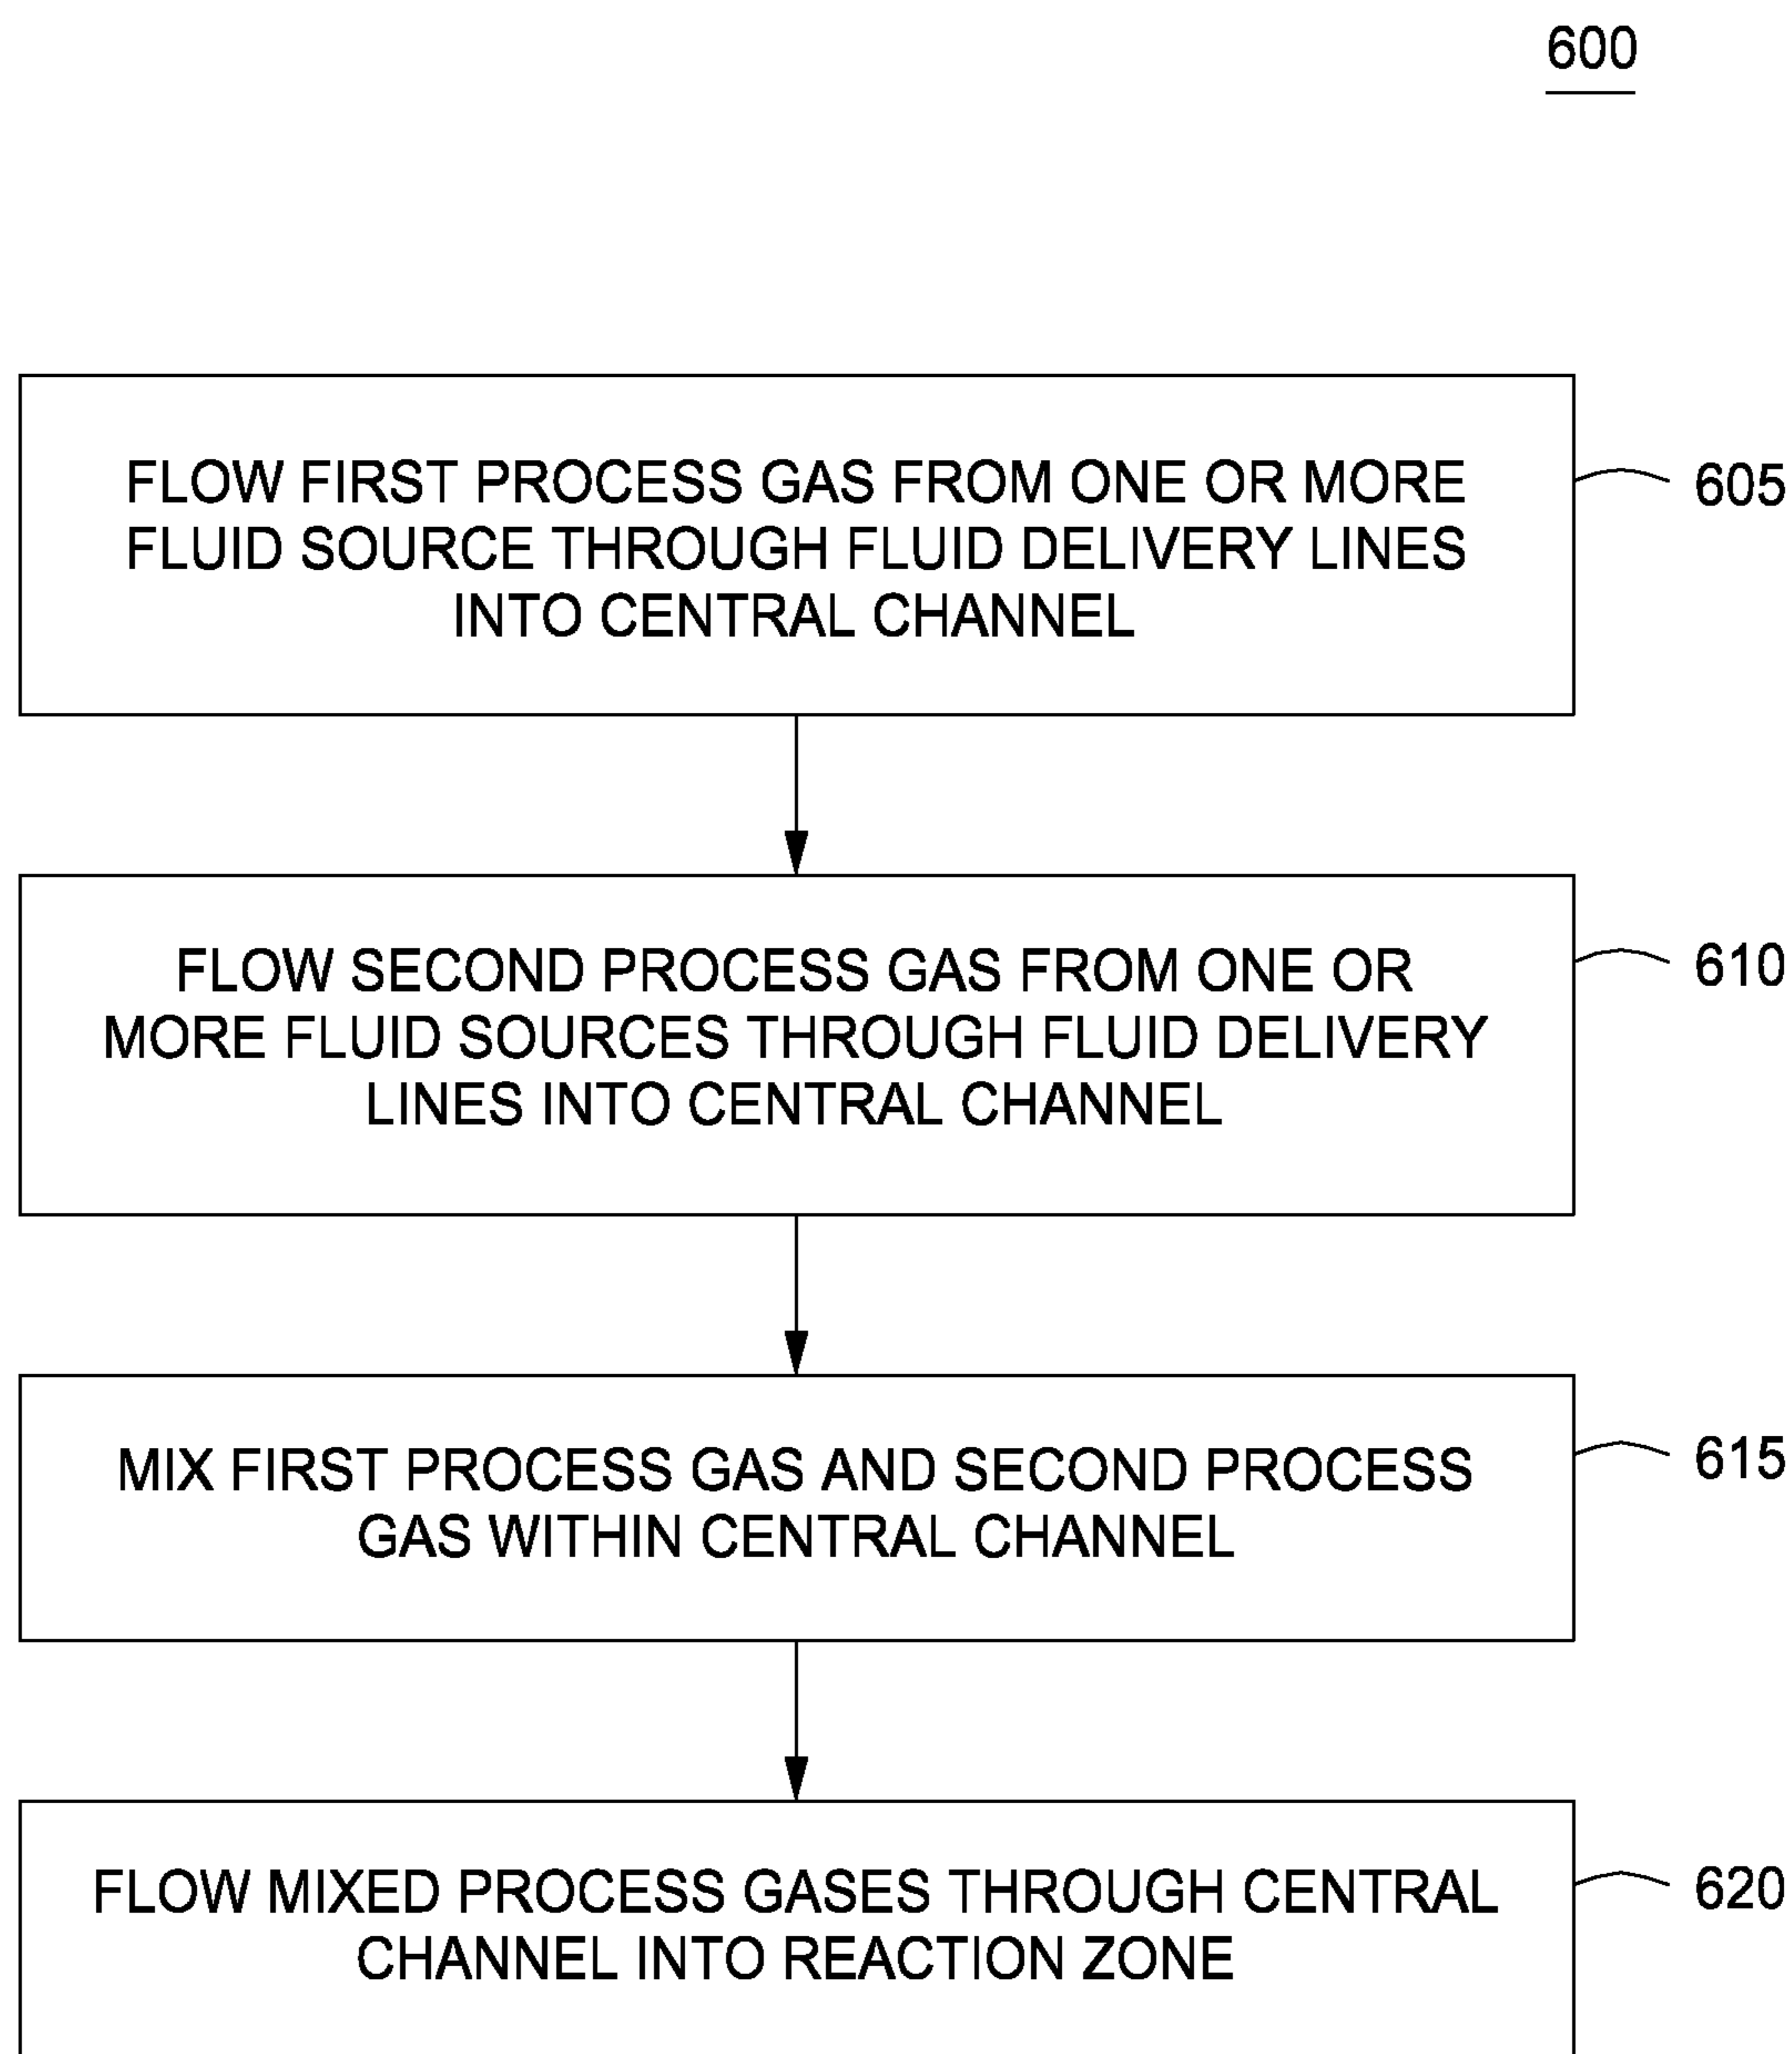 600
FLOW FIRST PROCESS GAS FROM ONE OR MORE
FLUID SOURCE THROUGH FLUID DELIVERY LINES
INTO CENTRAL CHANNEL
605
FLOW SECOND PROCESS GAS FROM ONE OR
MORE FLUID SOURCES THROUGH FLUID DELIVERY
LINES INTO CENTRAL CHANNEL
610
MIX FIRST PROCESS GAS AND SECOND PROCESS
GAS WITHIN CENTRAL CHANNEL
615
FLOW MIXED PROCESS GASES THROUGH CENTRAL
CHANNEL INTO REACTION ZONE
620